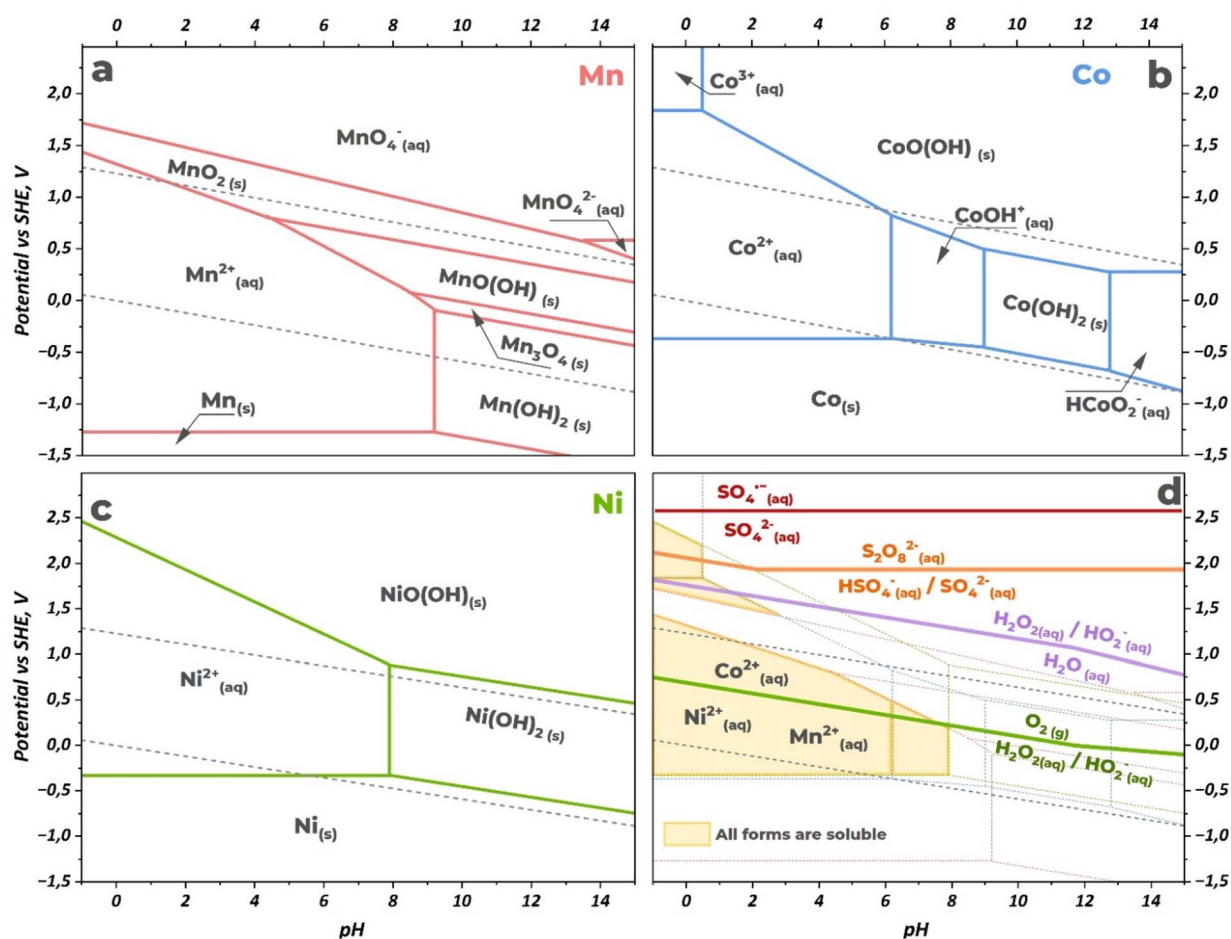 0 2 4 6 8 10 12 14
0 2 4 6 8 10 12 14
a
Mn
2,0
1,5
1,0
0,5
0,0
−0,5
−1,0
−1,5
Potential vs SHE, V
MnO₄⁻(aq)
MnO₂ (s)
MnO₄²⁻(aq)
Mn²⁺(aq)
MnO(OH) (s)
Mn₃O₄ (s)
Mn(s)
Mn(OH)₂ (s)
b
Co
Co³⁺(aq)
CoO(OH) (s)
CoOH⁺(aq)
Co²⁺(aq)
Co(OH)₂ (s)
Co(s)
HCoO₂⁻(aq)
2,0
1,5
1,0
0,5
0,0
−0,5
−1,0
−1,5
c
Ni
2,5
2,0
1,5
1,0
0,5
0,0
−0,5
−1,0
−1,5
Potential vs SHE, V
NiO(OH)(s)
Ni²⁺(aq)
Ni(OH)₂ (s)
Ni(s)
0 2 4 6 8 10 12 14
pH
d
SO₄•⁻(aq)
SO₄²⁻(aq)
S₂O₈²⁻(aq)
HSO₄⁻(aq) / SO₄²⁻(aq)
H₂O₂(aq) / HO₂⁻(aq)
H₂O (aq)
Co²⁺(aq)
Ni²⁺(aq)
Mn²⁺(aq)
O₂ (g)
H₂O₂(aq) / HO₂⁻(aq)
All forms are soluble
2,5
2,0
1,5
1,0
0,5
0,0
−0,5
−1,0
−1,5
0 2 4 6 8 10 12 14
pH